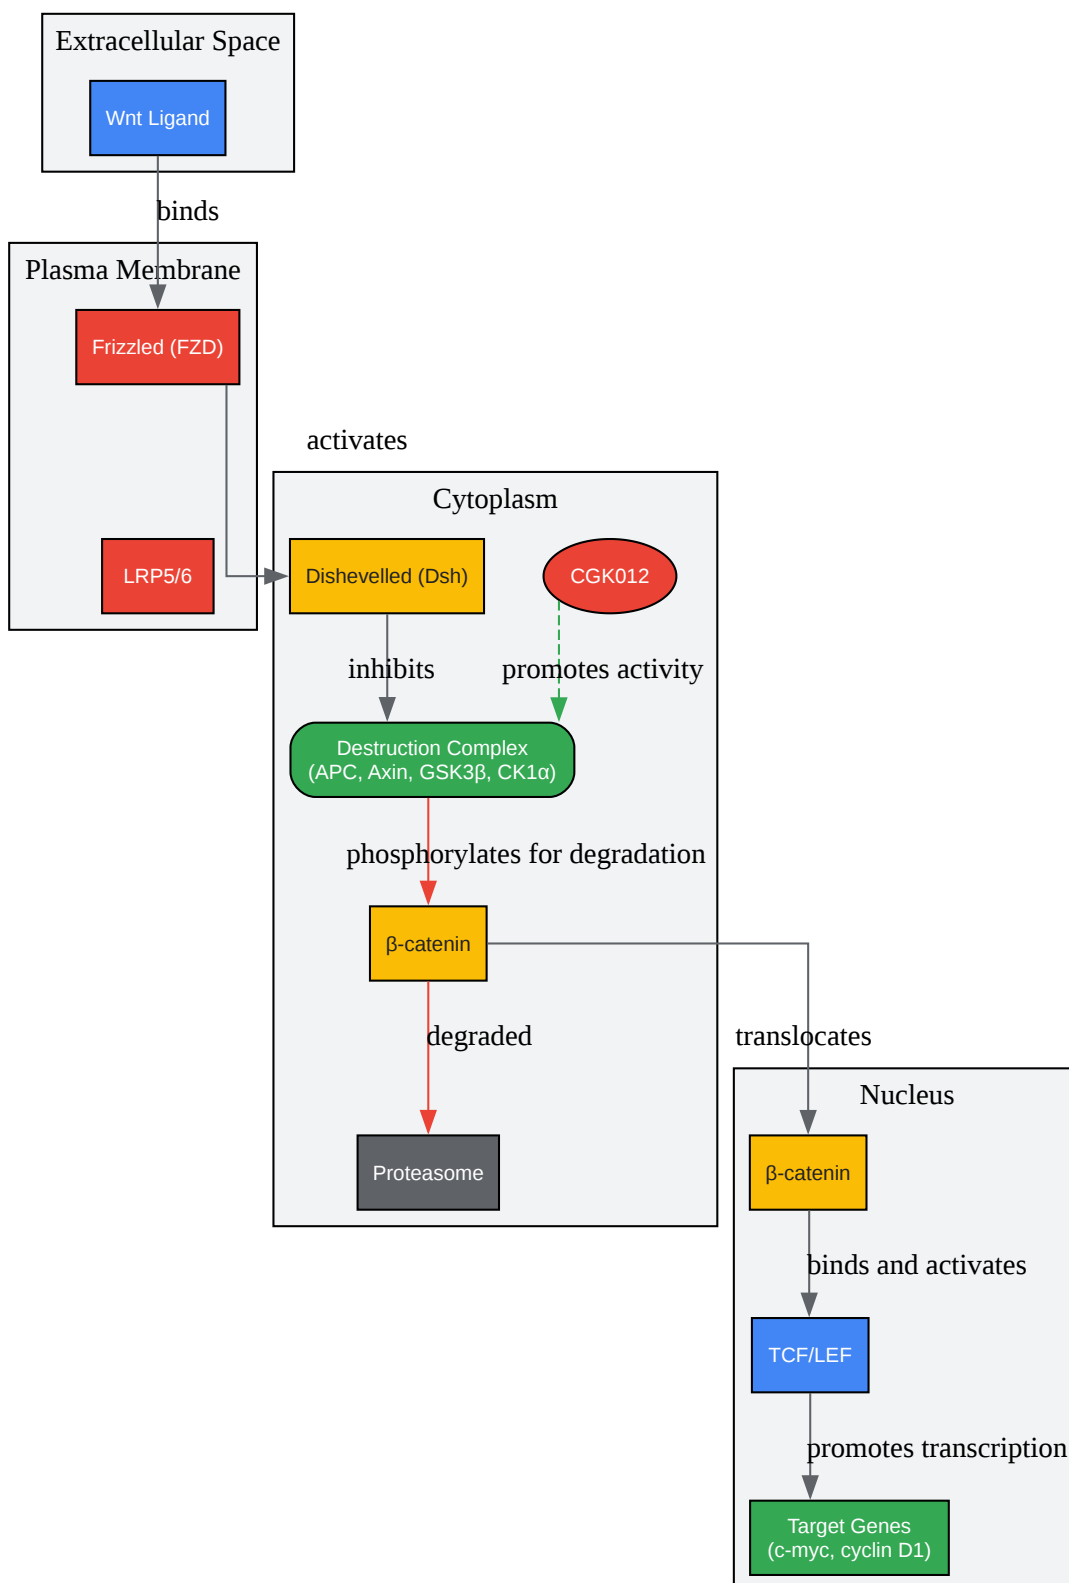 Extracellular Space
Wnt Ligand
binds
Plasma Membrane
Frizzled (FZD)
activates
Cytoplasm
LRP5/6
Dishevelled (Dsh)
CGK012
inhibits
promotes activity
Destruction Complex
(APC, Axin, GSK3β, CK1α)
phosphorylates for degradation
β-catenin
degraded
translocates
Proteasome
Nucleus
β-catenin
binds and activates
TCF/LEF
promotes transcription
Target Genes
(c-myc, cyclin D1)